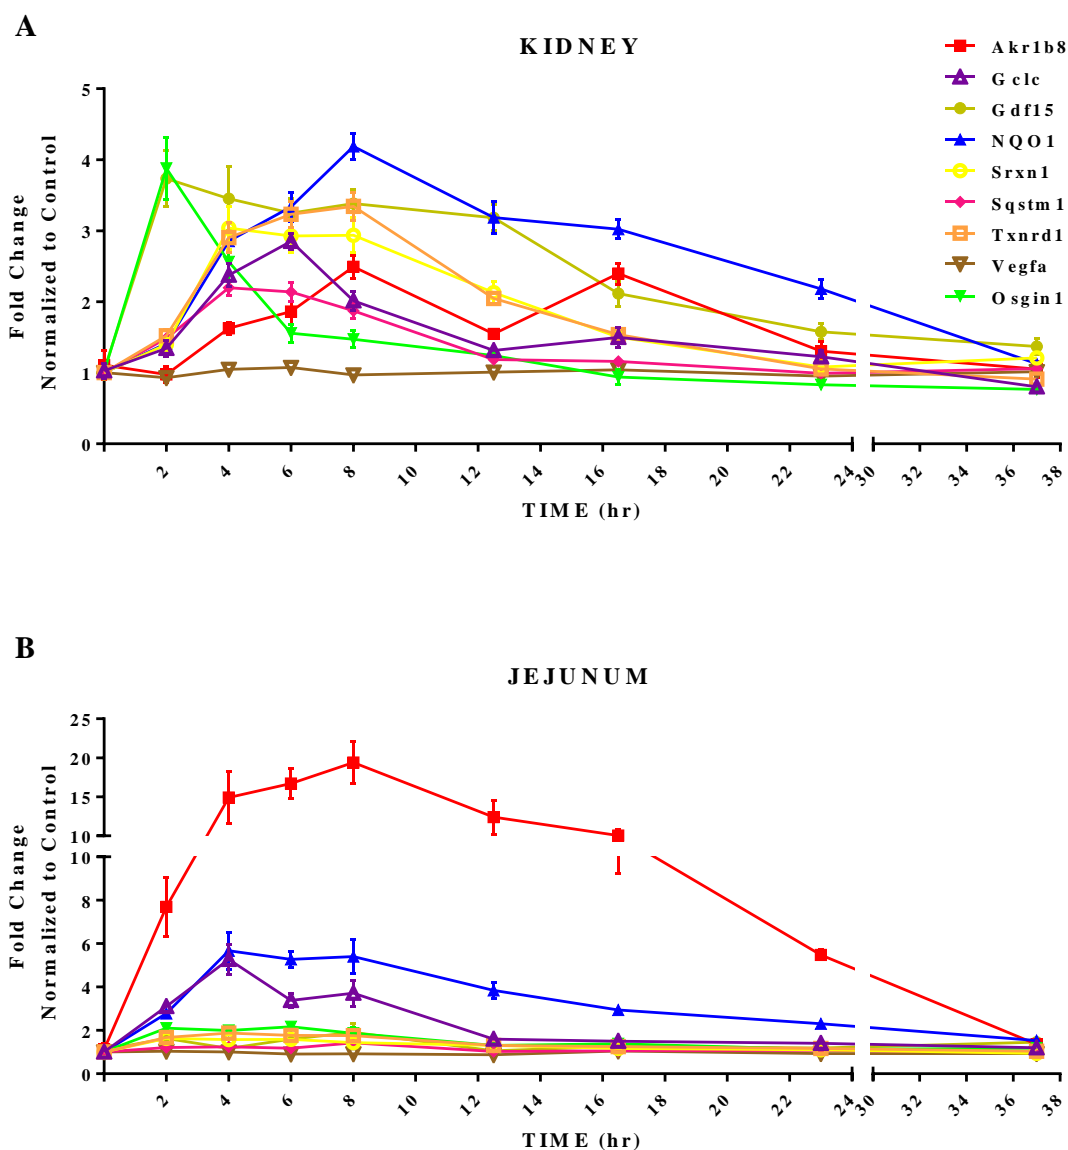 A
KIDNEY
Akr1b8
Gclc
Gdf15
NQO1
Srxn1
Sqstm1
Txnrd1
Vegfa
Osgin1
Fold Change
Normalized to Control
5
4
3
2
1
0
2 4 6 8 10 12 14 16 18 20 22 24 30 32 34 36 38
TIME (hr)
B
JEJUNUM
Fold Change
Normalized to Control
25
20
15
10
10
8
6
4
2
0
2 4 6 8 10 12 14 16 18 20 22 24 30 32 34 36 38
TIME (hr)